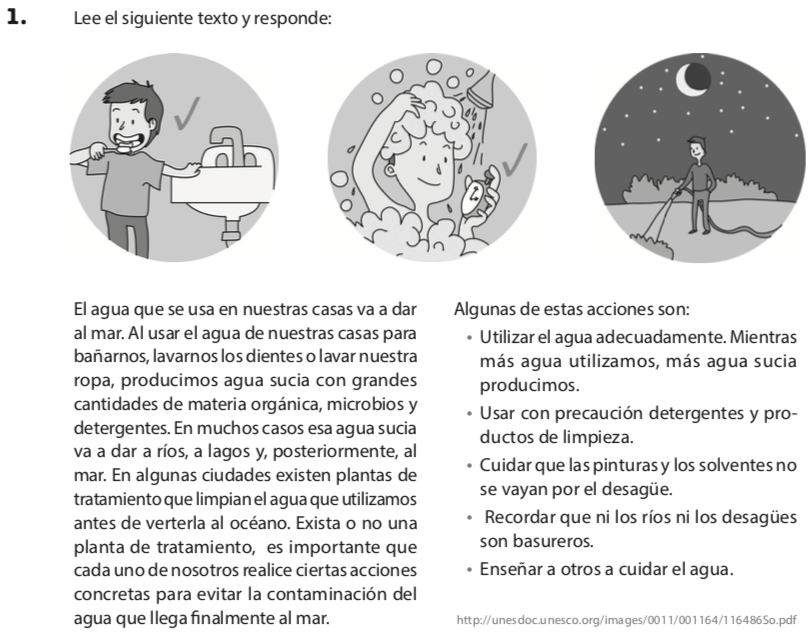 1. Lee el siguiente texto y responde:
El agua que se usa en nuestras casas va a dar
al mar. Al usar el agua de nuestras casas para
bañarnos, lavarnos los dientes o lavar nuestra
ropa, producimos agua sucia con grandes
cantidades de materia orgánica, microbios y
detergentes. En muchos casos esa agua sucia
va a dar a ríos, a lagos y, posteriormente, al
mar. En algunas ciudades existen plantas de
tratamiento que limpian el agua que utilizamos
antes de verterla al océano. Exista o no una
planta de tratamiento, es importante que
cada uno de nosotros realice ciertas acciones
concretas para evitar la contaminación del
agua que llega finalmente al mar.
Algunas de estas acciones son:
• Utilizar el agua adecuadamente. Mientras
más agua utilizamos, más agua sucia
producimos.
• Usar con precaución detergentes y pro-
ductos de limpieza.
• Cuidar que las pinturas y los solventes no
se vayan por el desagüe.
• Recordar que ni los ríos ni los desagües
son basureros.
• Enseñar a otros a cuidar el agua.
http://unesdoc.unesco.org/images/0011/001164/116486So.pdf